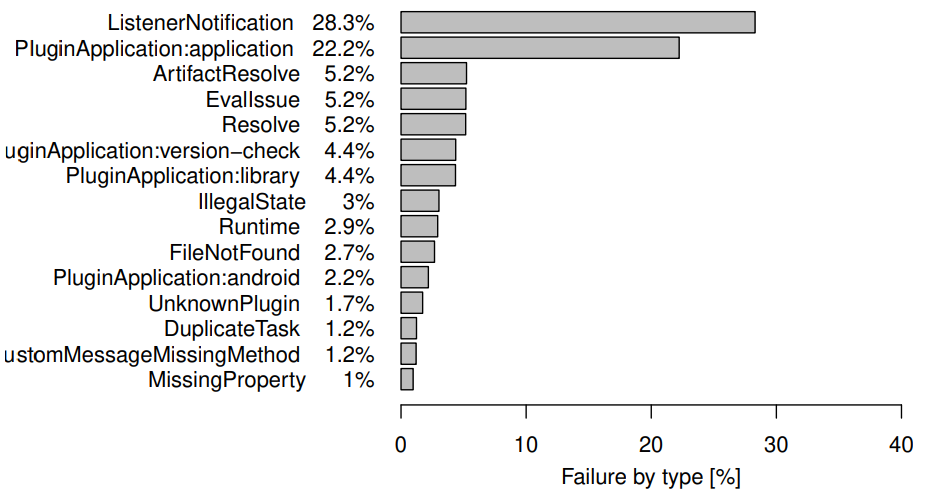 ListenerNotification 28.3%
PluginApplication:application 22.2%
ArtifactResolve 5.2%
EvalIssue 5.2%
Resolve 5.2%
uginApplication:version−check 4.4%
PluginApplication:library 4.4%
IllegalState 3%
Runtime 2.9%
FileNotFound 2.7%
PluginApplication:android 2.2%
UnknownPlugin 1.7%
DuplicateTask 1.2%
ustomMessageMissingMethod 1.2%
MissingProperty 1%
0 10 20 30 40
Failure by type [%]